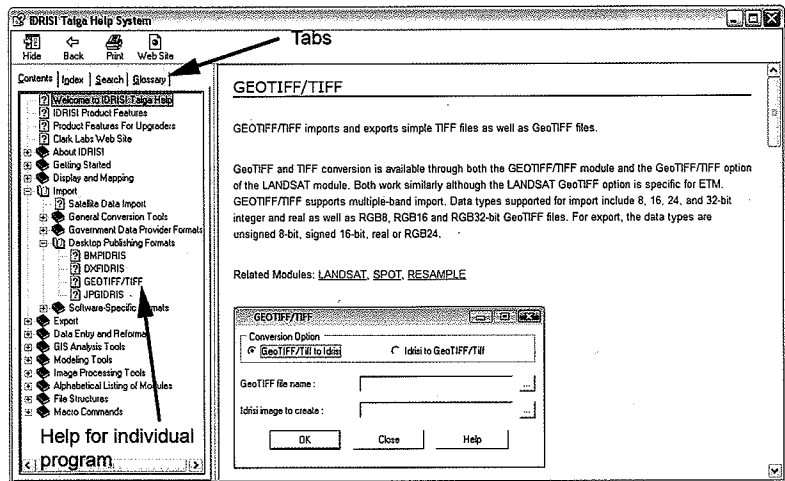 IDRISI Taiga Help System
Hide Back Print Web Site
Tabs
Contents Index Search Glossary
Welcome to IDRISI Taiga Help
IDRISI Product Features
Product Features For Upgraders
Clark Labs Web Site
About IDRISI
Getting Started
Display and Mapping
Import
Satellite Data Import
General Conversion Tools
Government Data Provider Formats
Desktop Publishing Formats
BMPIDRIS
DXFIDRIS
GEOTIFF/TIFF
JPGIDRIS
Software-Specific
Export
Data Entry and
GIS Analysis Tools
Modeling Tools
Image Processing Tools
Alphabetical Listing of
File Structures
Macro Commands
Help for individual
program
GEOTIFF/TIFF
GEOTIFF/TIFF imports and exports simple TIFF files as well as GeoTIFF files.
GeoTIFF and TIFF conversion is available through both the GEOTIFF/TIFF module and the GeoTIFF/TIFF option
of the LANDSAT module. Both work similarly although the LANDSAT GeoTIFF option is specific for ETM.
GEOTIFF/TIFF supports multiple-band import. Data types supported for import include 8, 16, 24, and 32-bit
integer and real as well as RGB8, RGB16 and RGB32-bit GeoTIFF files. For export, the data types are
unsigned 8-bit, signed 16-bit, real or RGB24.
Related Modules: LANDSAT, SPOT, RESAMPLE
GEOTIFF/TIFF
Conversion Option
GeoTIFF/Tiff to Idrisi Idrisi to GeoTIFF/Tiff
GeoTIFF file name : ...
Idrisi image to create : ...
OK Close Help